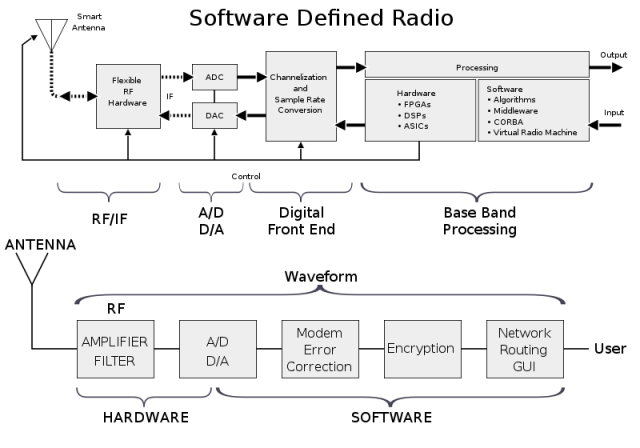 Software Defined Radio
Smart
Antenna
Flexible
RF
Hardware
IF
ADC
DAC
Channelization
and
Sample Rate
Conversion
Processing
Hardware
• FPGAs
• DSPs
• ASICs
Software
• Algorithms
• Middleware
• CORBA
• Virtual Radio Machine
Output
Input
Control
RF/IF
A/D
D/A
Digital
Front End
Base Band
Processing
ANTENNA
Waveform
RF
AMPLIFIER
FILTER
A/D
D/A
Modem
Error
Correction
Encryption
Network
Routing
GUI
User
HARDWARE
SOFTWARE